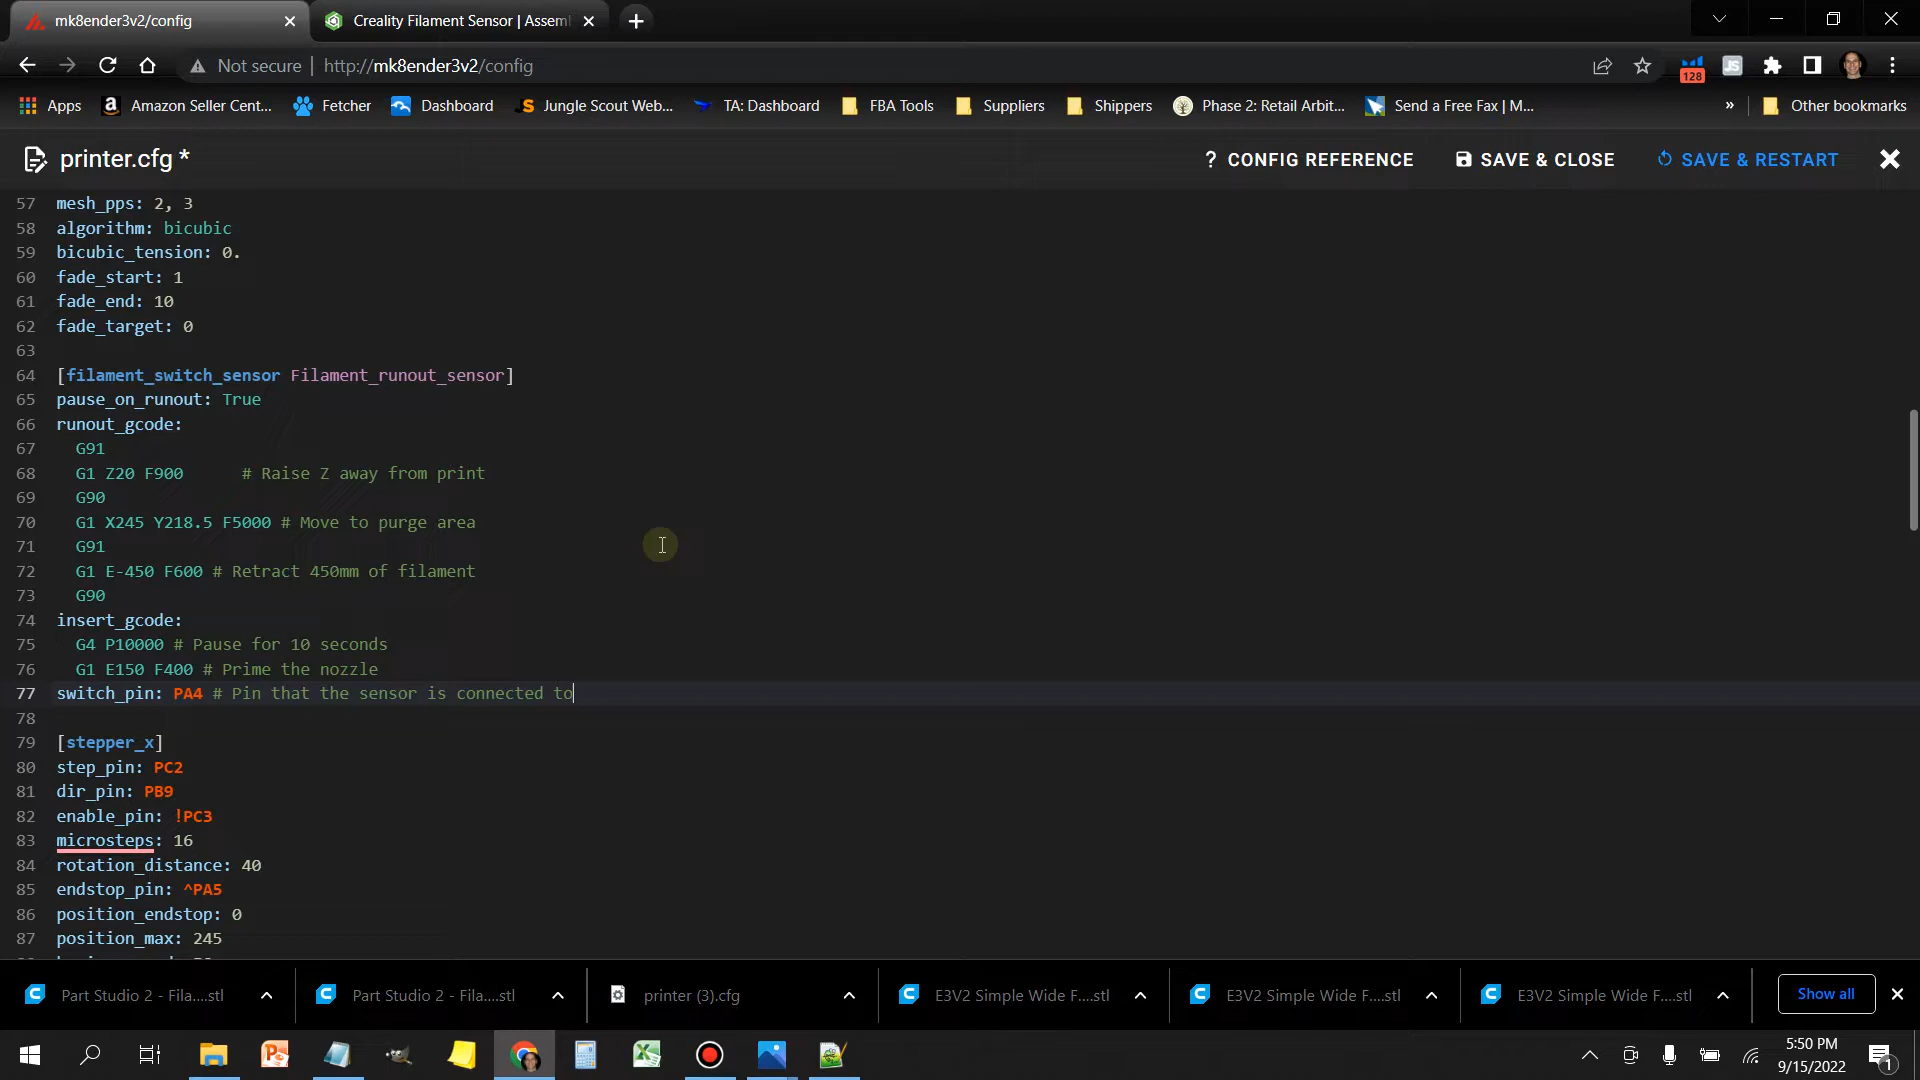 mk8ender3v2/config
Creality Filament Sensor | Assem
Not secure | http://mk8ender3v2/config
128
JS
Apps
Amazon Seller Cent...
Fetcher
Dashboard
Jungle Scout Web...
TA: Dashboard
FBA Tools
Suppliers
Shippers
Phase 2: Retail Arbit...
Send a Free Fax | M...
»
Other bookmarks
printer.cfg *
? CONFIG REFERENCE
SAVE & CLOSE
SAVE & RESTART
57 mesh_pps: 2, 3
58 algorithm: bicubic
59 bicubic_tension: 0.
60 fade_start: 1
61 fade_end: 10
62 fade_target: 0
63
64 [filament_switch_sensor Filament_runout_sensor]
65 pause_on_runout: True
66 runout_gcode:
67 G91
68 G1 Z20 F900 # Raise Z away from print
69 G90
70 G1 X245 Y218.5 F5000 # Move to purge area
71 G91
72 G1 E-450 F600 # Retract 450mm of filament
73 G90
74 insert_gcode:
75 G4 P10000 # Pause for 10 seconds
76 G1 E150 F400 # Prime the nozzle
77 switch_pin: PA4 # Pin that the sensor is connected to
78
79 [stepper_x]
80 step_pin: PC2
81 dir_pin: PB9
82 enable_pin: !PC3
83 microsteps: 16
84 rotation_distance: 40
85 endstop_pin: ^PA5
86 position_endstop: 0
87 position_max: 245
Part Studio 2 - Fila....stl
Part Studio 2 - Fila....stl
printer (3).cfg
E3V2 Simple Wide F....stl
E3V2 Simple Wide F....stl
E3V2 Simple Wide F....stl
Show all
5:50 PM
9/15/2022
1